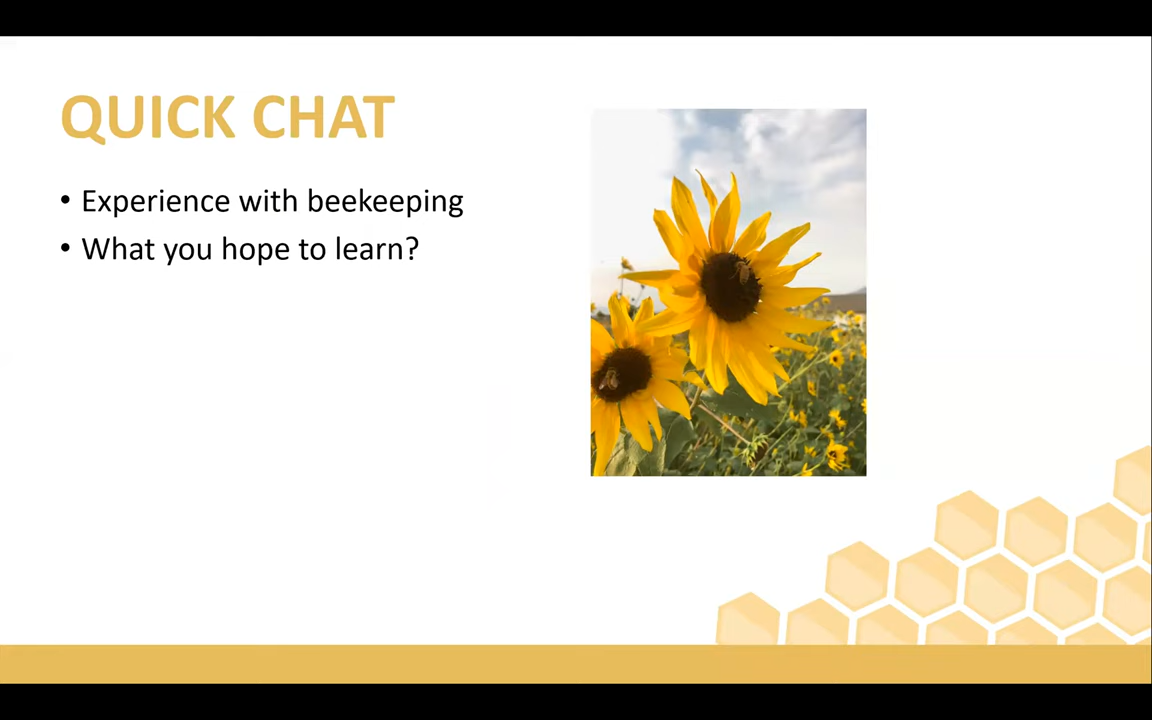 QUICK CHAT
• Experience with beekeeping
• What you hope to learn?